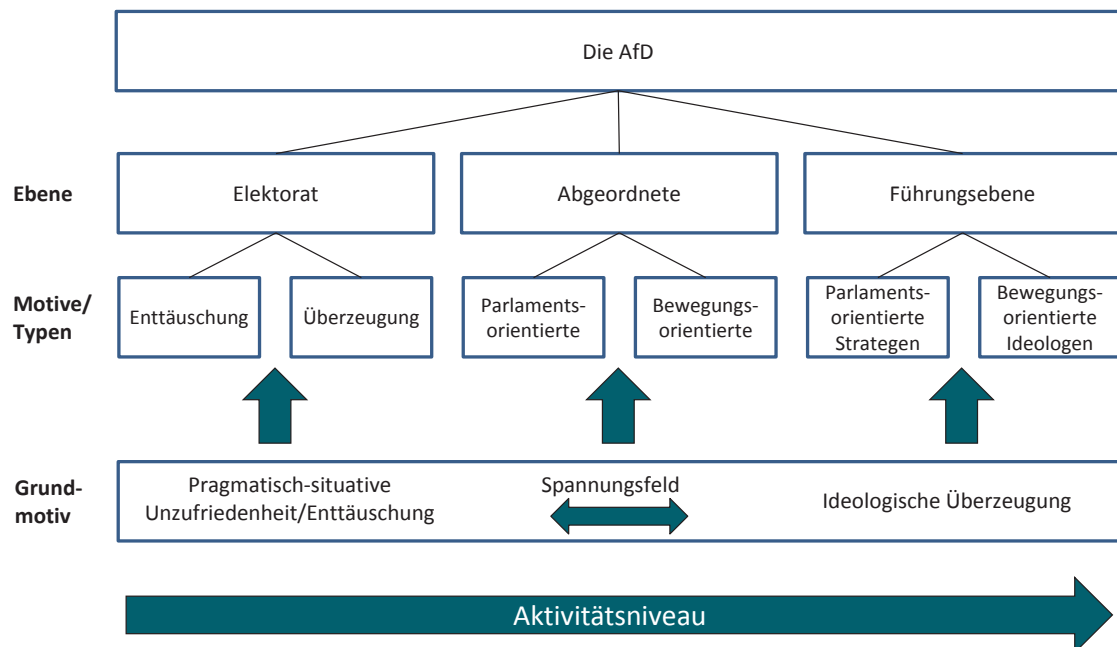 Die AfD
Ebene
Elektorat
Abgeordnete
Führungsebene
Motive/
Typen
Enttäuschung
Überzeugung
Parlaments-
orientierte
Bewegungs-
orientierte
Parlaments-
orientierte
Strategen
Bewegungs-
orientierte
Ideologen
Grund-
motiv
Pragmatisch-situative
Unzufriedenheit/Enttäuschung
Spannungsfeld
Ideologische Überzeugung
Aktivitätsniveau